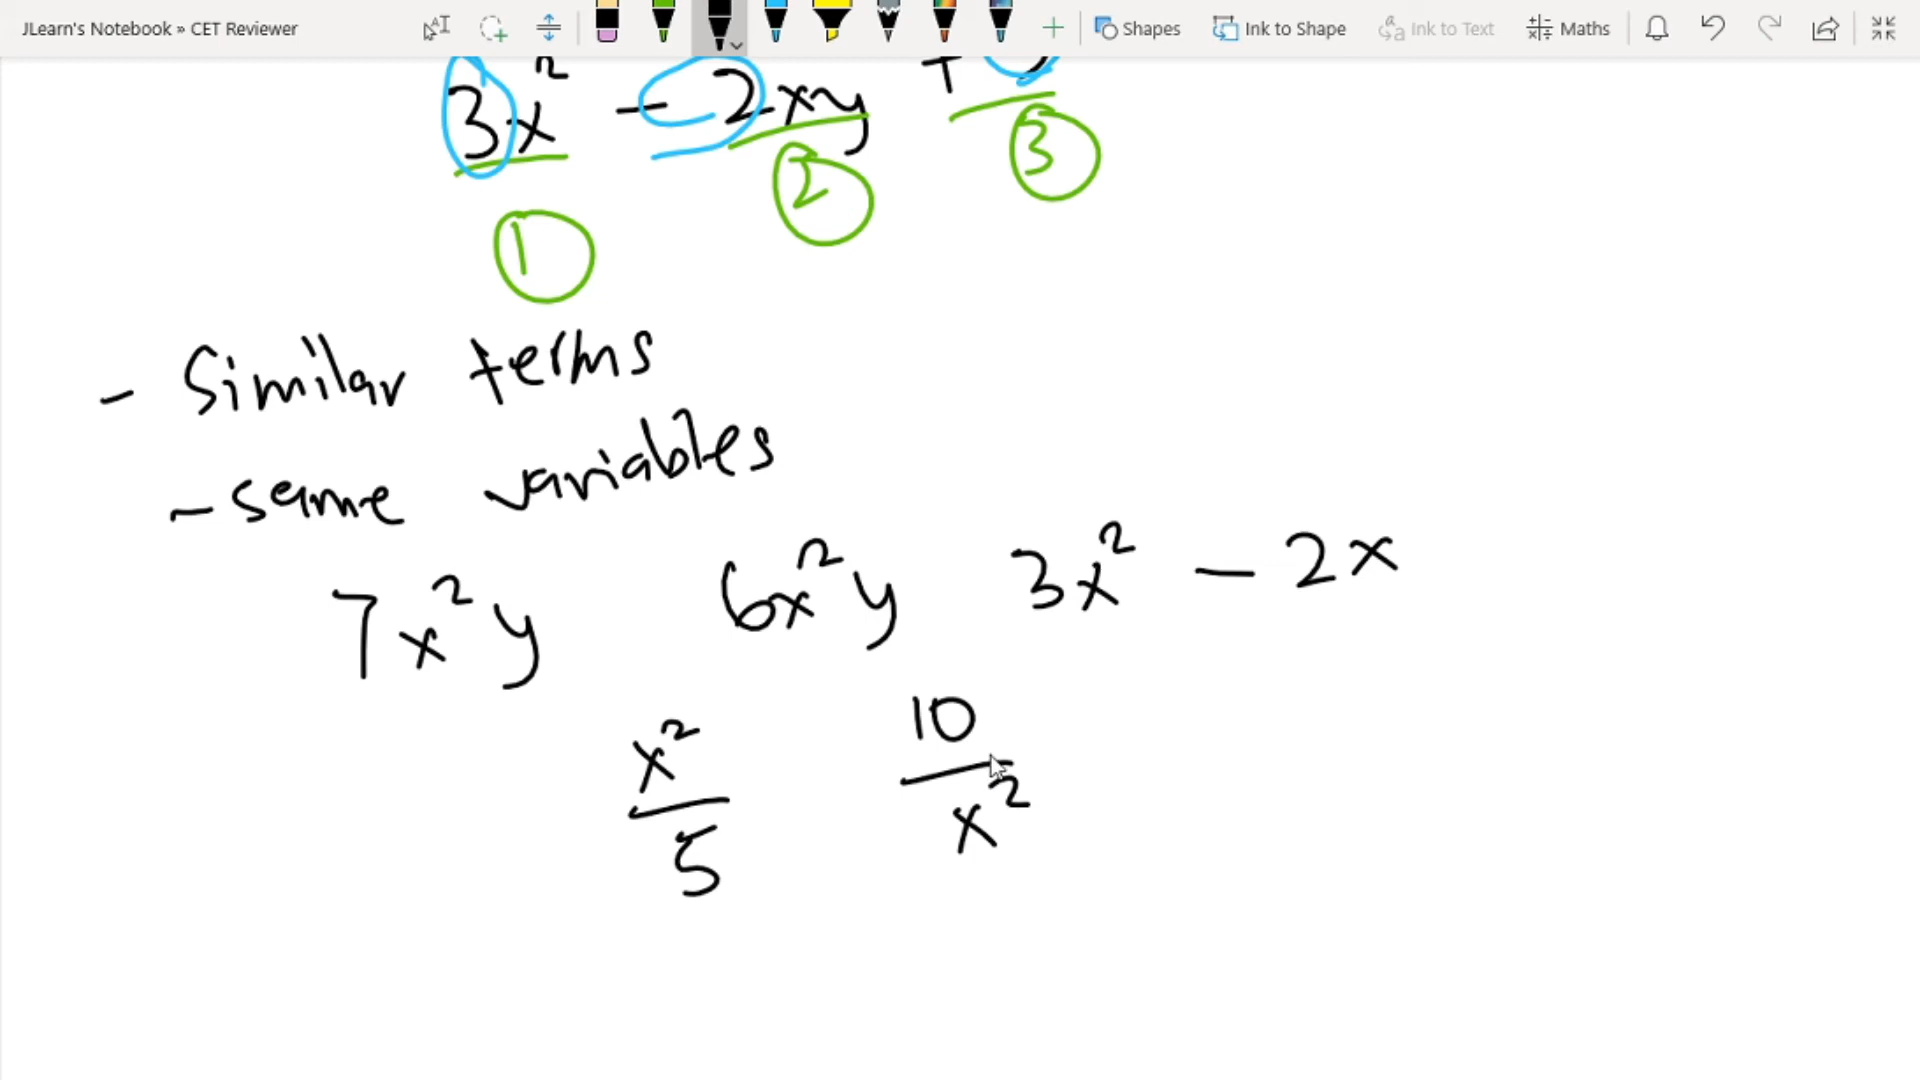 JLearn's Notebook » CET Reviewer Shapes Ink to Shape Ink to Text Maths
3x² - 2xy +
1 2 3
- Similar terms
- same variables
7x²y 6x²y 3x² - 2x
x²/5 10/x²